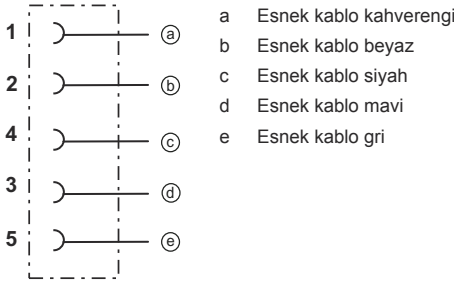 1 a a Esnek kablo kahverengi
2 b b Esnek kablo beyaz
4 c c Esnek kablo siyah
3 d d Esnek kablo mavi
5 e e Esnek kablo gri